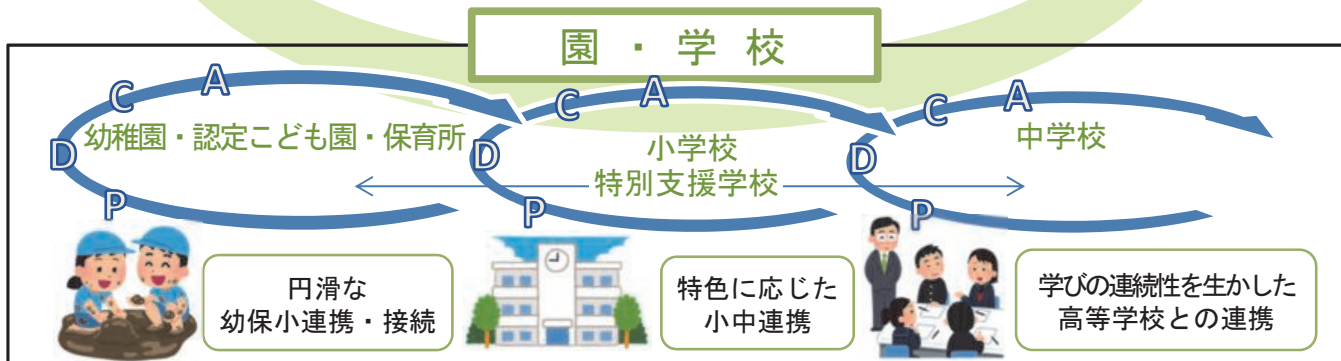 園・学校
A
C
幼稚園・認定こども園・保育所
D
P
A
C
小学校
D
特別支援学校
P
A
C
中学校
D
P
円滑な
幼保小連携・接続
特色に応じた
小中連携
学びの連続性を生かした
高等学校との連携